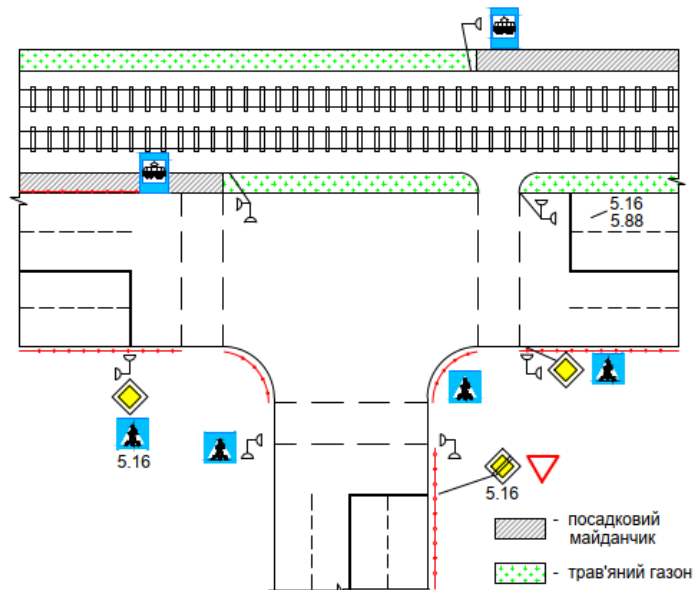 5.16
5.88
5.16
5.16
- посадковий
майданчик
- трав'яний газон